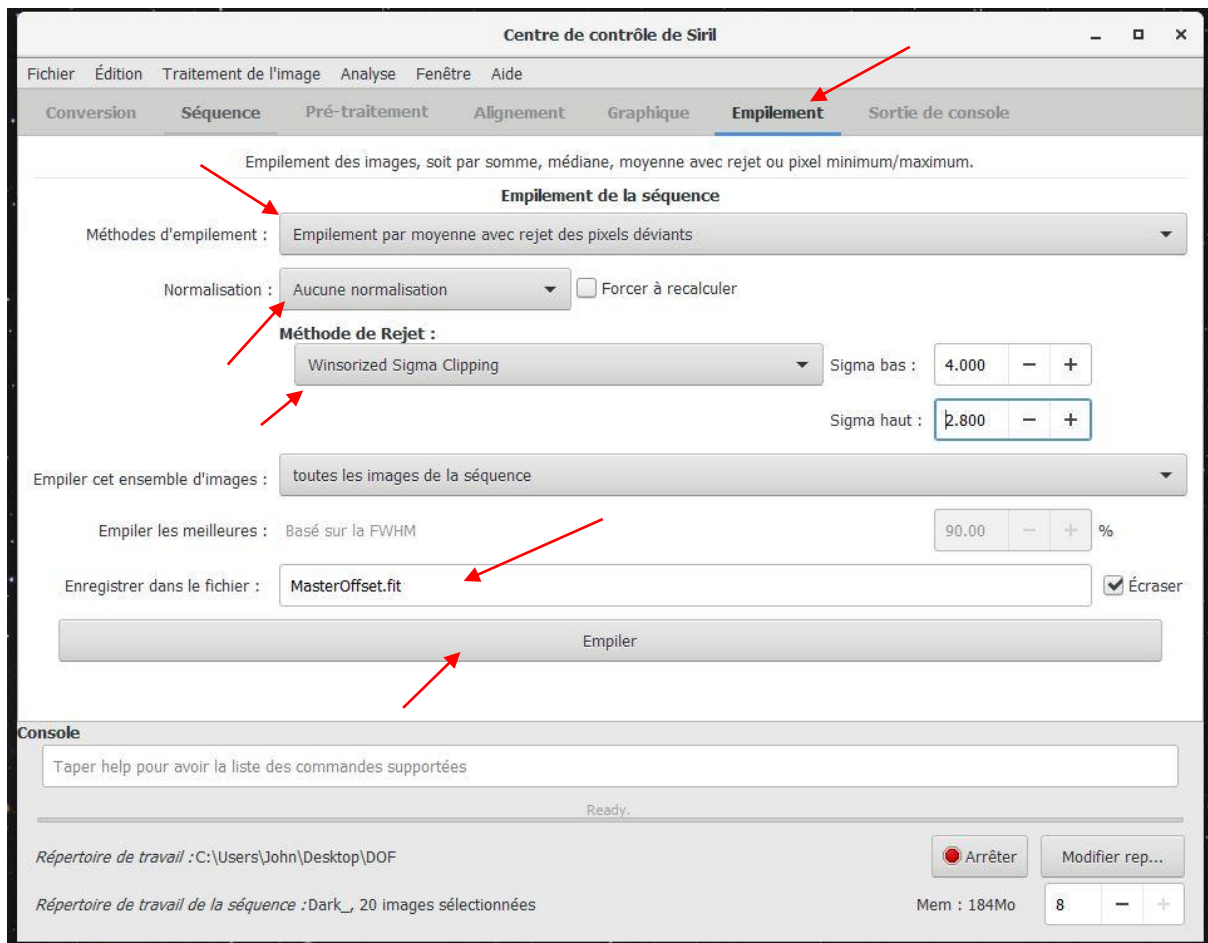 Centre de contrôle de Siril
Fichier Édition Traitement de l'image Analyse Fenêtre Aide
Conversion Séquence Pré-traitement Alignement Graphique Empilement Sortie de console
Empilement des images, soit par somme, médiane, moyenne avec rejet ou pixel minimum/maximum.
Empilement de la séquence
Méthodes d'empilement : Empilement par moyenne avec rejet des pixels déviants
Normalisation : Aucune normalisation Forcer à recalculer
Méthode de Rejet :
Winsorized Sigma Clipping Sigma bas : 4.000 − +
Sigma haut : 2.800 − +
Empiler cet ensemble d'images : toutes les images de la séquence
Empiler les meilleures : Basé sur la FWHM 90.00 − + %
Enregistrer dans le fichier : MasterOffset.fit Écraser
Empiler
Console
Taper help pour avoir la liste des commandes supportées
Ready.
Répertoire de travail :C:\Users\John\Desktop\DOF Arrêter Modifier rep...
Répertoire de travail de la séquence :Dark_, 20 images sélectionnées Mem : 184Mo 8 − +